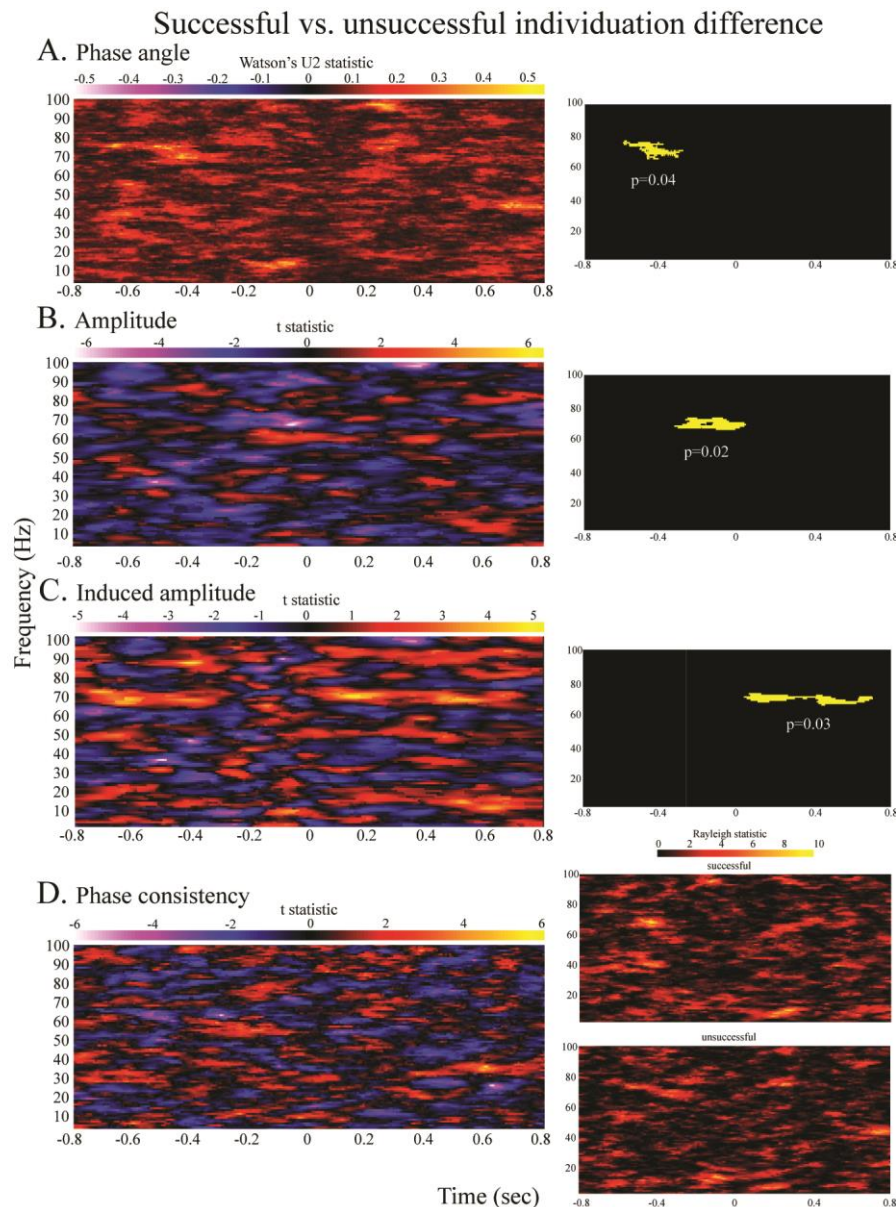 Successful vs. unsuccessful individuation difference
A. Phase angle
Watson's U2 statistic
-0.5 -0.4 -0.3 -0.2 -0.1 0 0.1 0.2 0.3 0.4 0.5
100
90
80
70
60
50
40
30
20
10
-0.8 -0.6 -0.4 -0.2 0 0.2 0.4 0.6 0.8
100
80
60
40
20
p=0.04
-0.8 -0.4 0 0.4 0.8
B. Amplitude
t statistic
-6 -4 -2 0 2 4 6
100
90
80
70
60
50
40
30
20
10
-0.8 -0.6 -0.4 -0.2 0 0.2 0.4 0.6 0.8
100
80
60
40
20
p=0.02
-0.8 -0.4 0 0.4 0.8
Frequency (Hz)
C. Induced amplitude
t statistic
-5 -4 -3 -2 -1 0 1 2 3 4 5
100
90
80
70
60
50
40
30
20
10
-0.8 -0.6 -0.4 -0.2 0 0.2 0.4 0.6 0.8
100
80
60
40
20
p=0.03
-0.8 -0.4 0 0.4 0.8
D. Phase consistency
t statistic
-6 -4 -2 0 2 4 6
100
90
80
70
60
50
40
30
20
10
-0.8 -0.6 -0.4 -0.2 0 0.2 0.4 0.6 0.8
Rayleigh statistic
0 2 4 6 8 10
successful
100
80
60
40
20
unsuccessful
100
80
60
40
20
-0.8 -0.4 0 0.4 0.8
Time (sec)